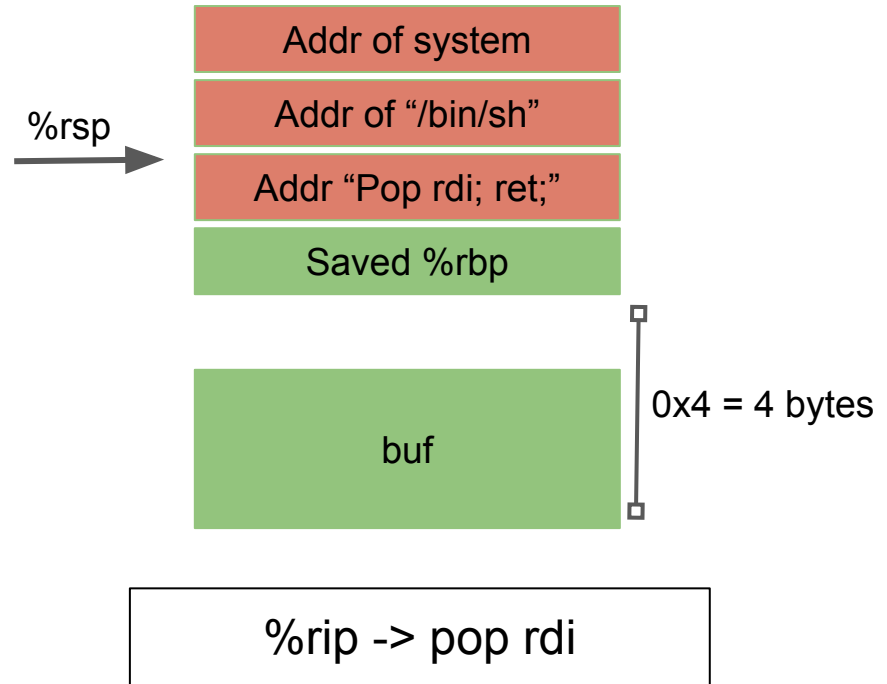 Addr of system
%rsp
Addr of “/bin/sh”
Addr “Pop rdi; ret;”
Saved %rbp
0x4 = 4 bytes
buf
%rip -> pop rdi